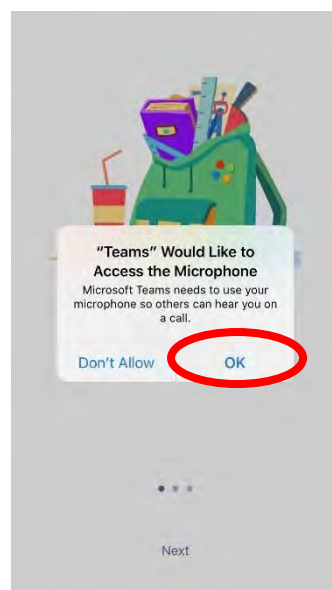 “Teams” Would Like to
Access the Microphone
Microsoft Teams needs to use your
microphone so others can hear you on
a call.
Don't Allow
OK
Next